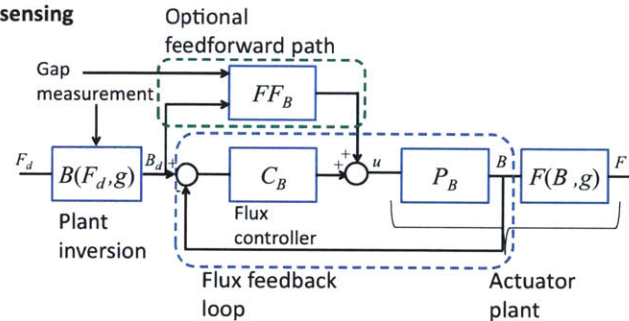 sensing
Optional
feedforward path
Gap
measurement
FF_B
F_d
B(F_d,g)
B_d
+
C_B
+
+
u
P_B
B
F(B ,g)
F
Plant
inversion
Flux
controller
Flux feedback
loop
Actuator
plant